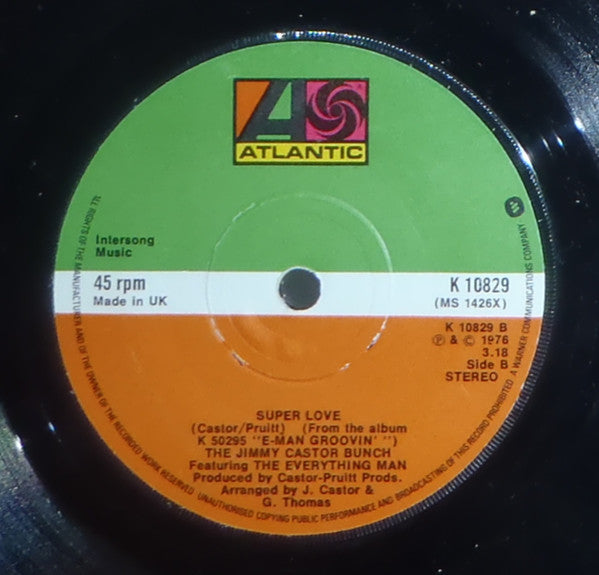 ATLANTIC
Intersong
Music
45 rpm
Made in UK
K 10829
(MS 1426X)
K 10829 B
Ⓟ & © 1976
3.18
Side B
STEREO
SUPER LOVE
(Castor/Pruitt) (From the album
K 50295 "E-MAN GROOVIN' ")
THE JIMMY CASTOR BUNCH
Featuring THE EVERYTHING MAN
Produced by Castor-Pruitt Prods.
Arranged by J. Castor &
G. Thomas
ALL RIGHTS OF THE MANUFACTURER AND OF THE OWNER OF THE RECORDED WORK RESERVED UNAUTHORISED COPYING PUBLIC PERFORMANCE AND BROADCASTING OF THIS RECORD PROHIBITED A WARNER COMMUNICATIONS COMPANY